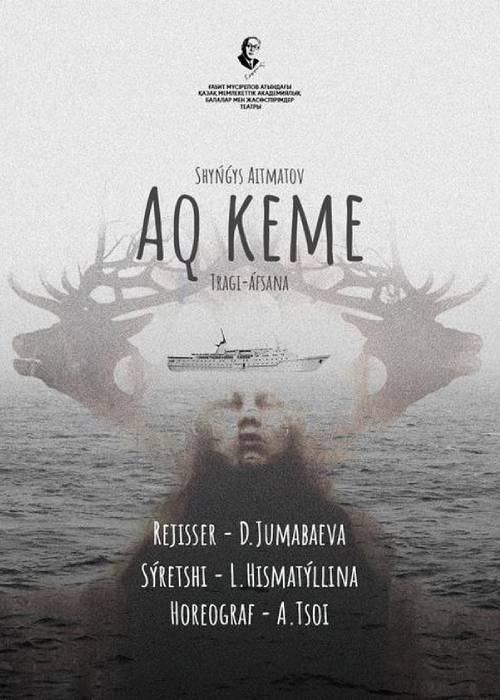 ҒАБИТ МҮСІРЕПОВ АТЫНДАҒЫ
ҚАЗАҚ МЕМЛЕКЕТТІК АКАДЕМИЯЛЫҚ
БАЛАЛАР МЕН ЖАСӨСПІРІМДЕР
ТЕАТРЫ
Shyńǵys Aitmatov
AQ KEME
Tragi-áfsana
Rejisser - D.Jumabaeva
Sýretshi - L.Hismatýllina
Horeograf - A.Tsoi